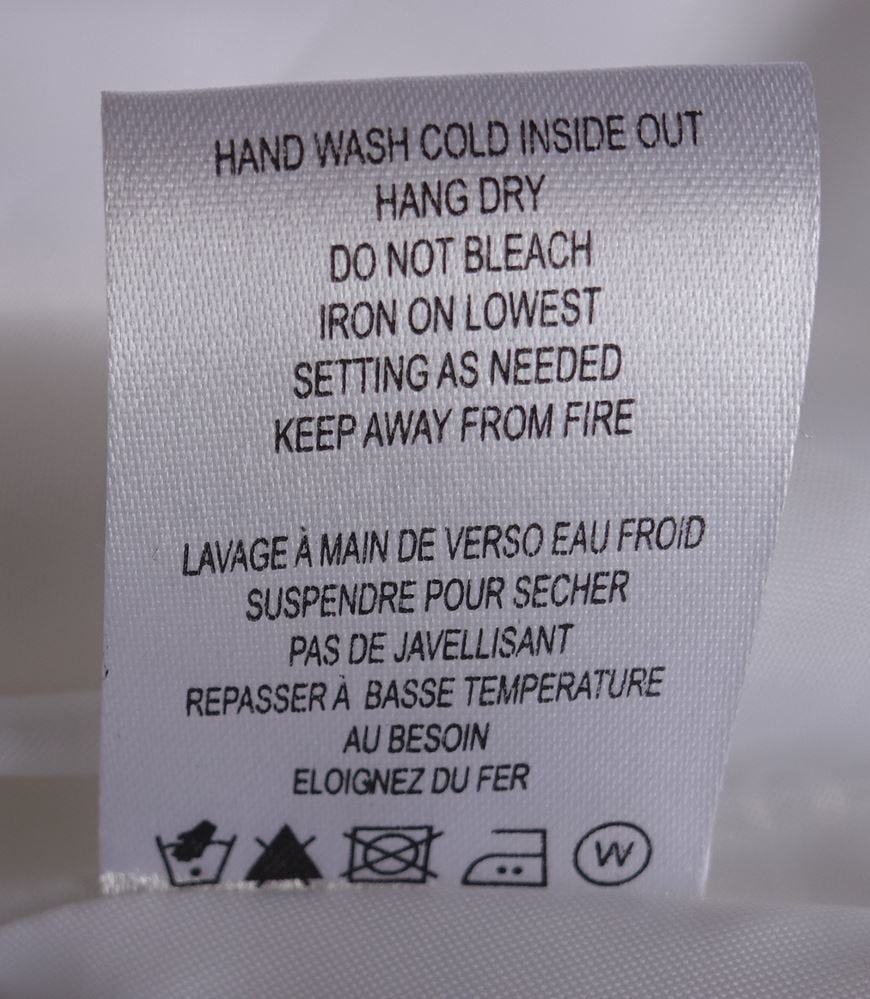 HAND WASH COLD INSIDE OUT
HANG DRY
DO NOT BLEACH
IRON ON LOWEST
SETTING AS NEEDED
KEEP AWAY FROM FIRE
LAVAGE À MAIN DE VERSO EAU FROID
SUSPENDRE POUR SECHER
PAS DE JAVELLISANT
REPASSER À BASSE TEMPERATURE
AU BESOIN
ELOIGNEZ DU FER
W